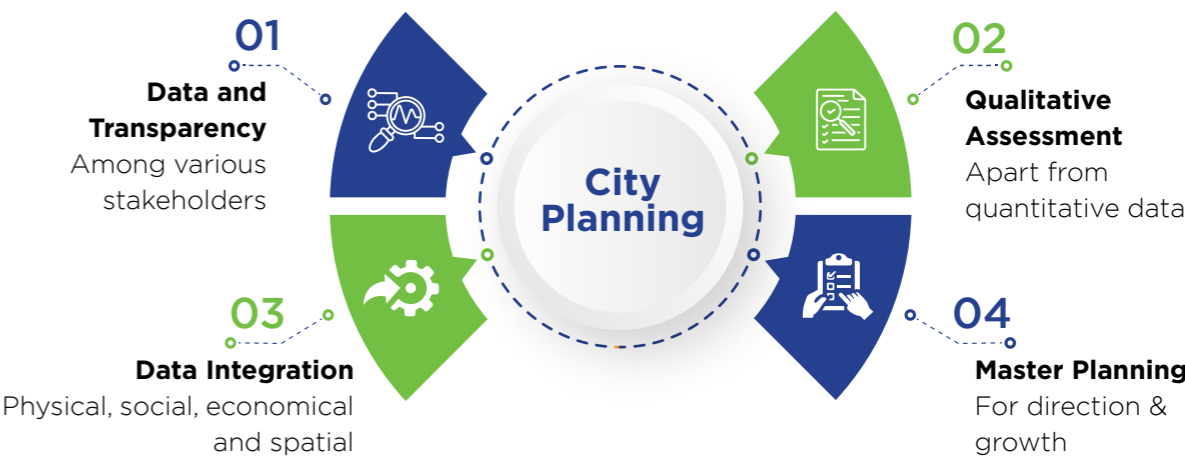 01
Data and
Transparency
Among various
stakeholders
02
Qualitative
Assessment
Apart from
quantitative data
City
Planning
03
Data Integration
Physical, social, economical
and spatial
04
Master Planning
For direction &
growth